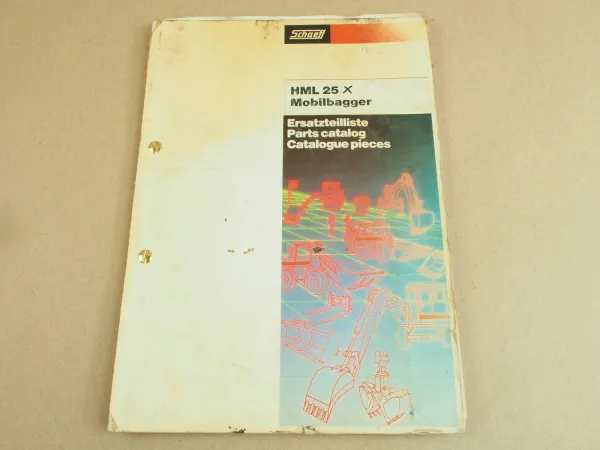 Schaeff
HML 25 X
Mobilbagger
Ersatzteilliste
Parts catalog
Catalogue pieces